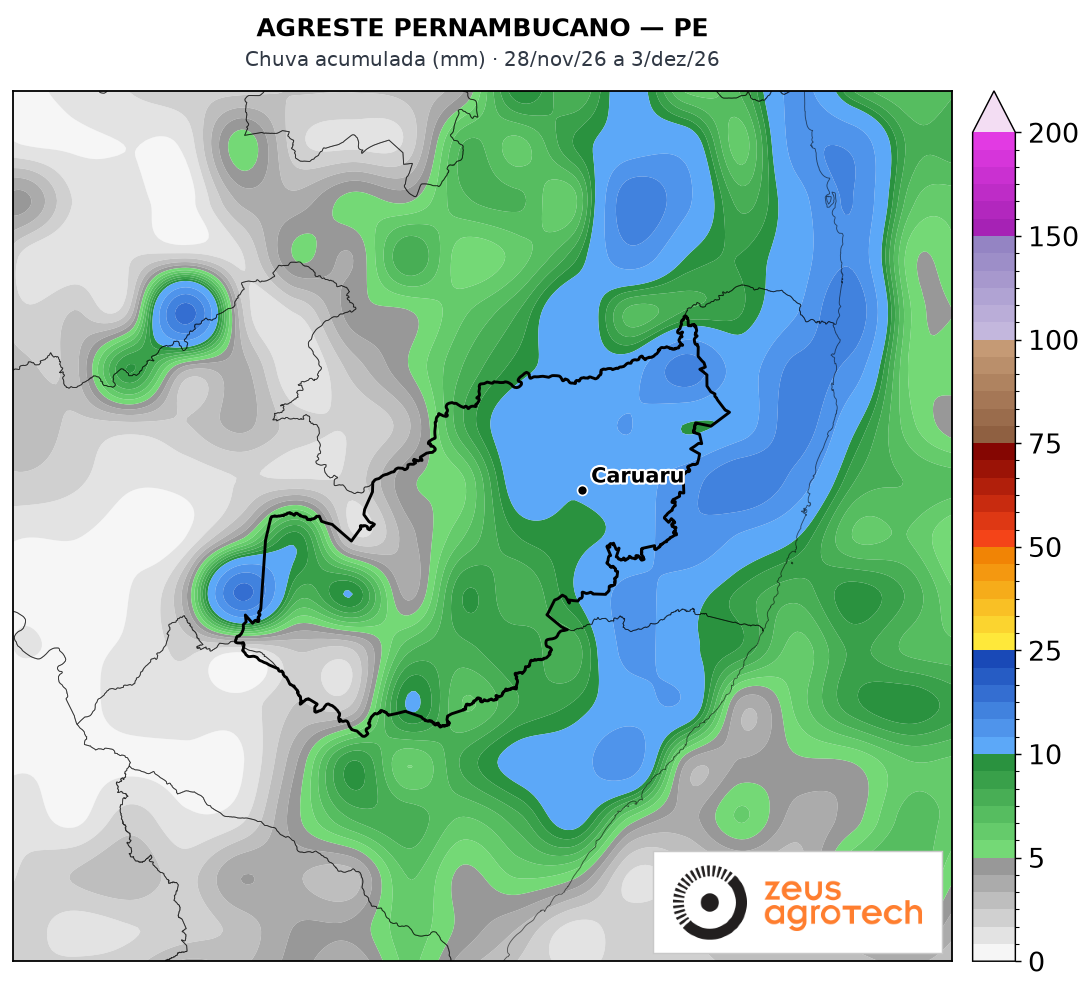 AGRESTE PERNAMBUCANO — PE
Chuva acumulada (mm) · 28/nov/26 a 3/dez/26
200
150
100
75
50
25
10
5
0
Caruaru
zeus
agrotech